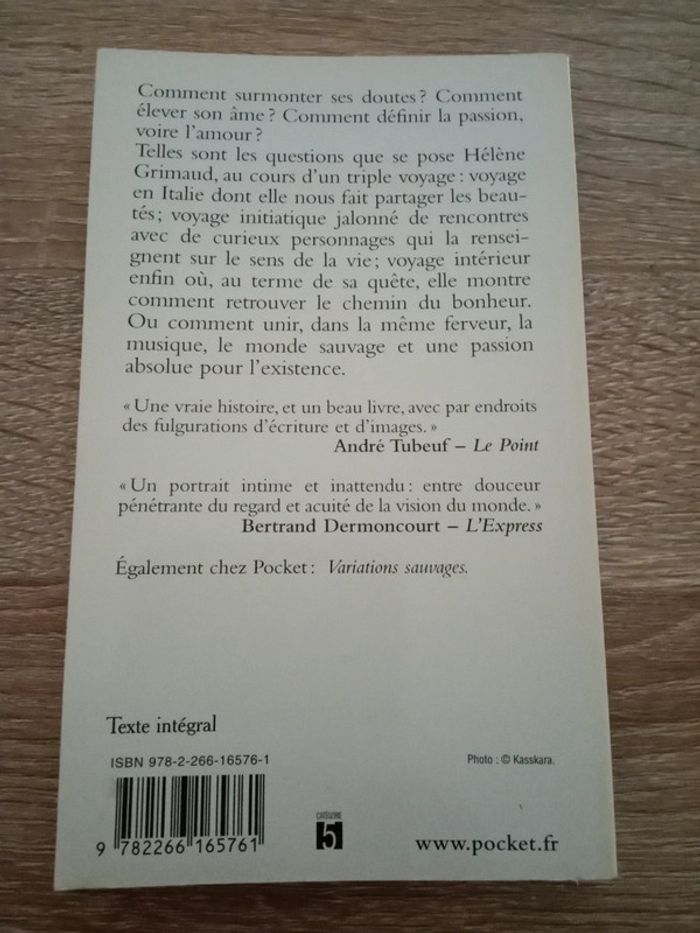 Comment surmonter ses doutes ? Comment
élever son âme ? Comment définir la passion,
voire l'amour ?
Telles sont les questions que se pose Hélène
Grimaud, au cours d'un triple voyage : voyage
en Italie dont elle nous fait partager les beau-
tés ; voyage initiatique jalonné de rencontres
avec de curieux personnages qui la rensei-
gnent sur le sens de la vie ; voyage intérieur
enfin où, au terme de sa quête, elle montre
comment retrouver le chemin du bonheur.
Ou comment unir, dans la même ferveur, la
musique, le monde sauvage et une passion
absolue pour l'existence.
« Une vraie histoire, et un beau livre, avec par endroits
des fulgurations d'écriture et d'images. »
André Tubeuf – Le Point
« Un portrait intime et inattendu : entre douceur
pénétrante du regard et acuité de la vision du monde. »
Bertrand Dermoncourt – L'Express
Également chez Pocket : Variations sauvages.
Texte intégral
ISBN 978-2-266-16576-1
Photo : © Kasskara.
9 782266 165761
CATÉGORIE
5
www.pocket.fr